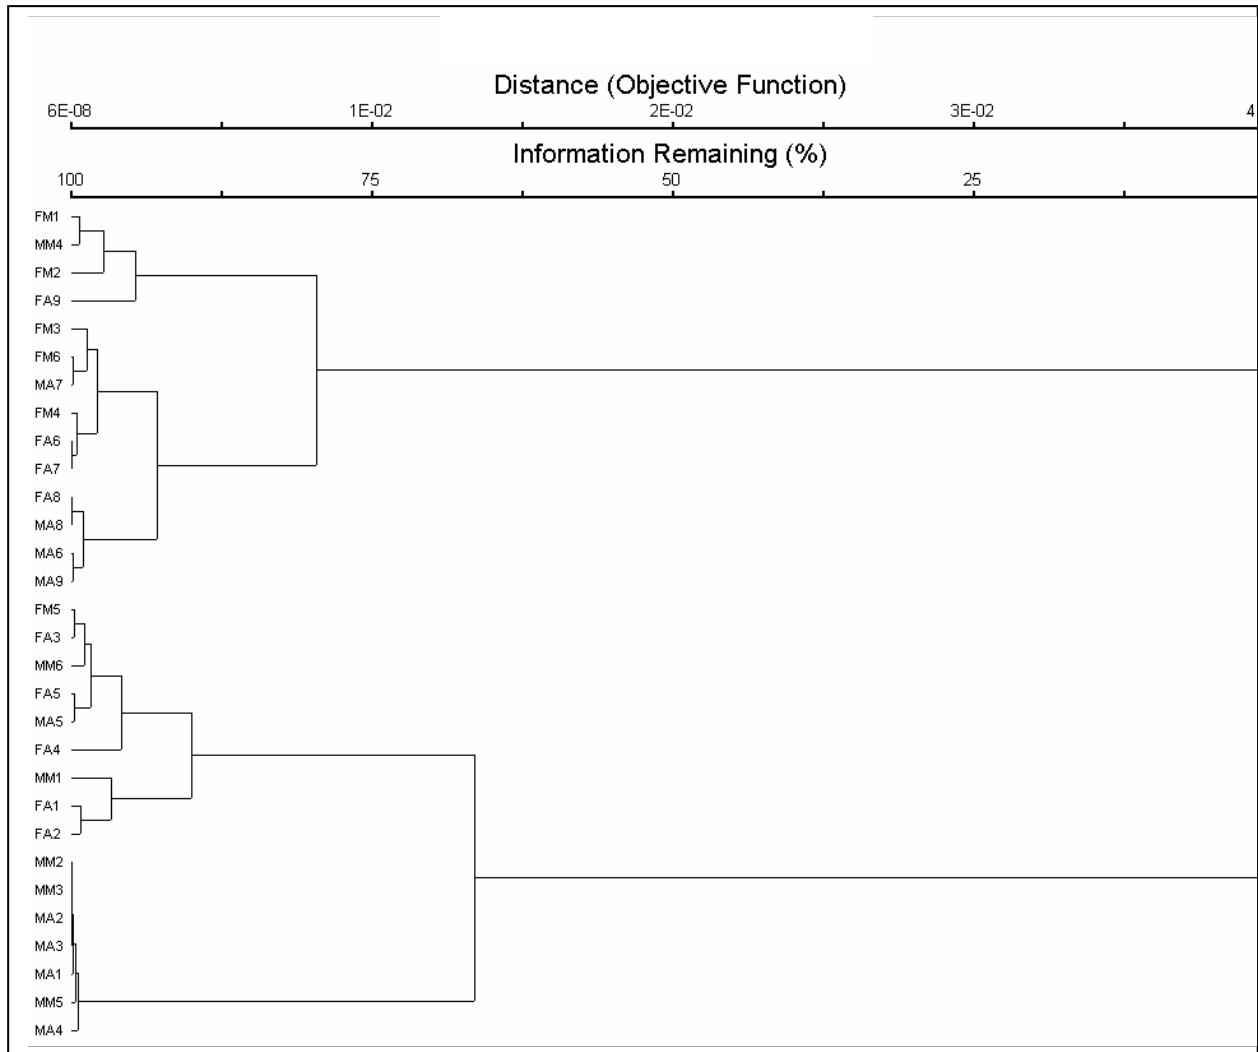 Distance (Objective Function)
6E-08 1E-02 2E-02 3E-02 4
Information Remaining (%)
100 75 50 25
FM1
MM4
FM2
FA9
FM3
FM6
MA7
FM4
FA6
FA7
FA8
MA8
MA6
MA9
FM5
FA3
MM6
FA5
MA5
FA4
MM1
FA1
FA2
MM2
MM3
MA2
MA3
MA1
MM5
MA4